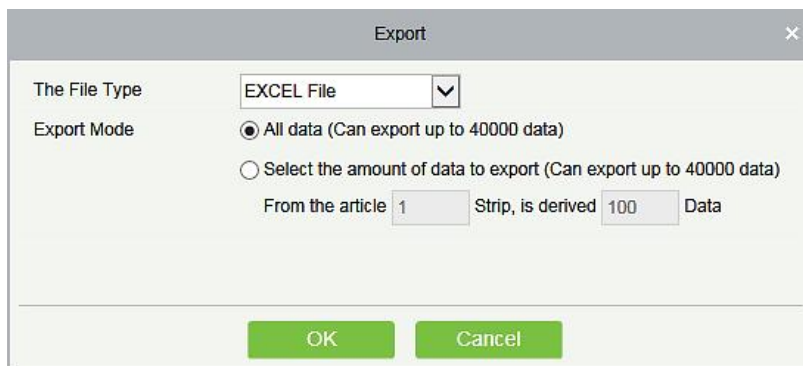 Export
The File Type EXCEL File
Export Mode All data (Can export up to 40000 data)
Select the amount of data to export (Can export up to 40000 data)
From the article 1 Strip, is derived 100 Data
OK Cancel